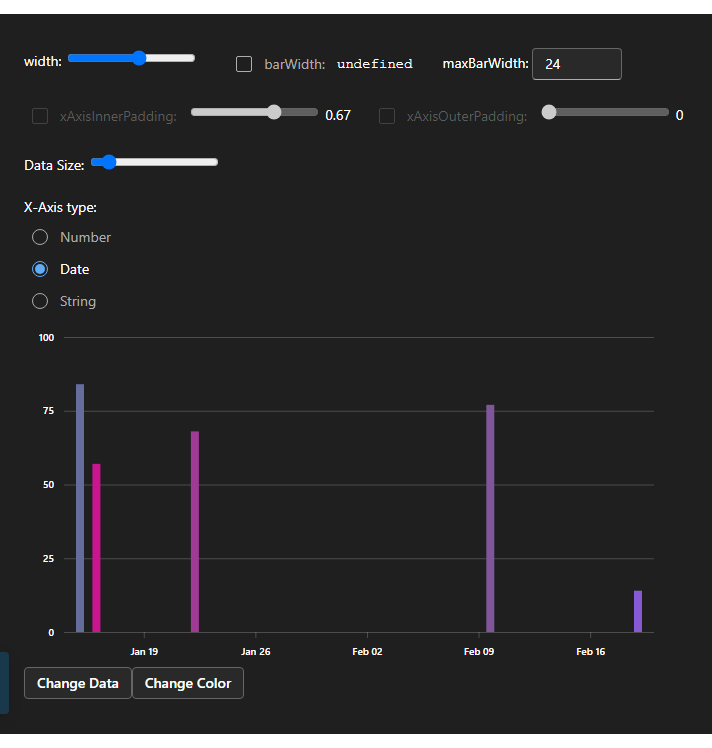 width: barWidth: undefined maxBarWidth: 24
xAxisInnerPadding: 0.67 xAxisOuterPadding: 0
Data Size:
X-Axis type:
Number
Date
String
100
75
50
25
0
Jan 19 Jan 26 Feb 02 Feb 09 Feb 16
Change Data Change Color